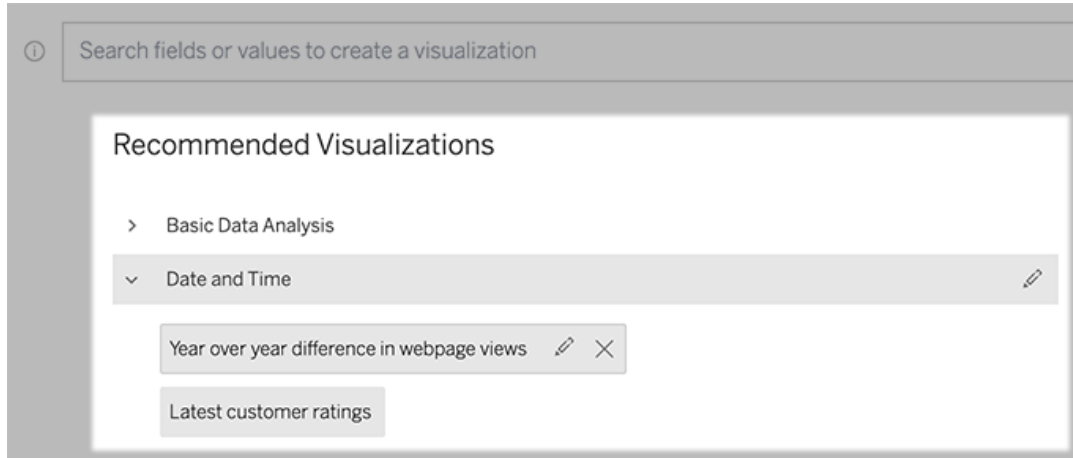 Search fields or values to create a visualization
Recommended Visualizations
Basic Data Analysis
Date and Time
Year over year difference in webpage views
Latest customer ratings